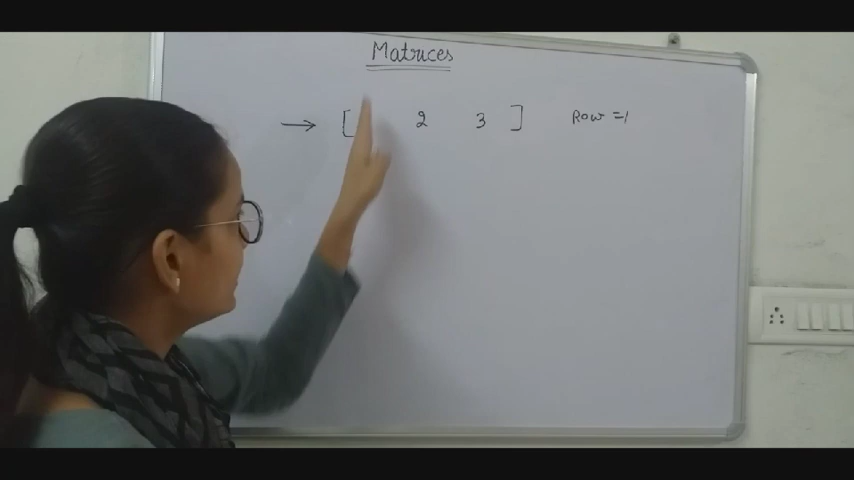 Matrices
→ [ 2 3 ] Row =1